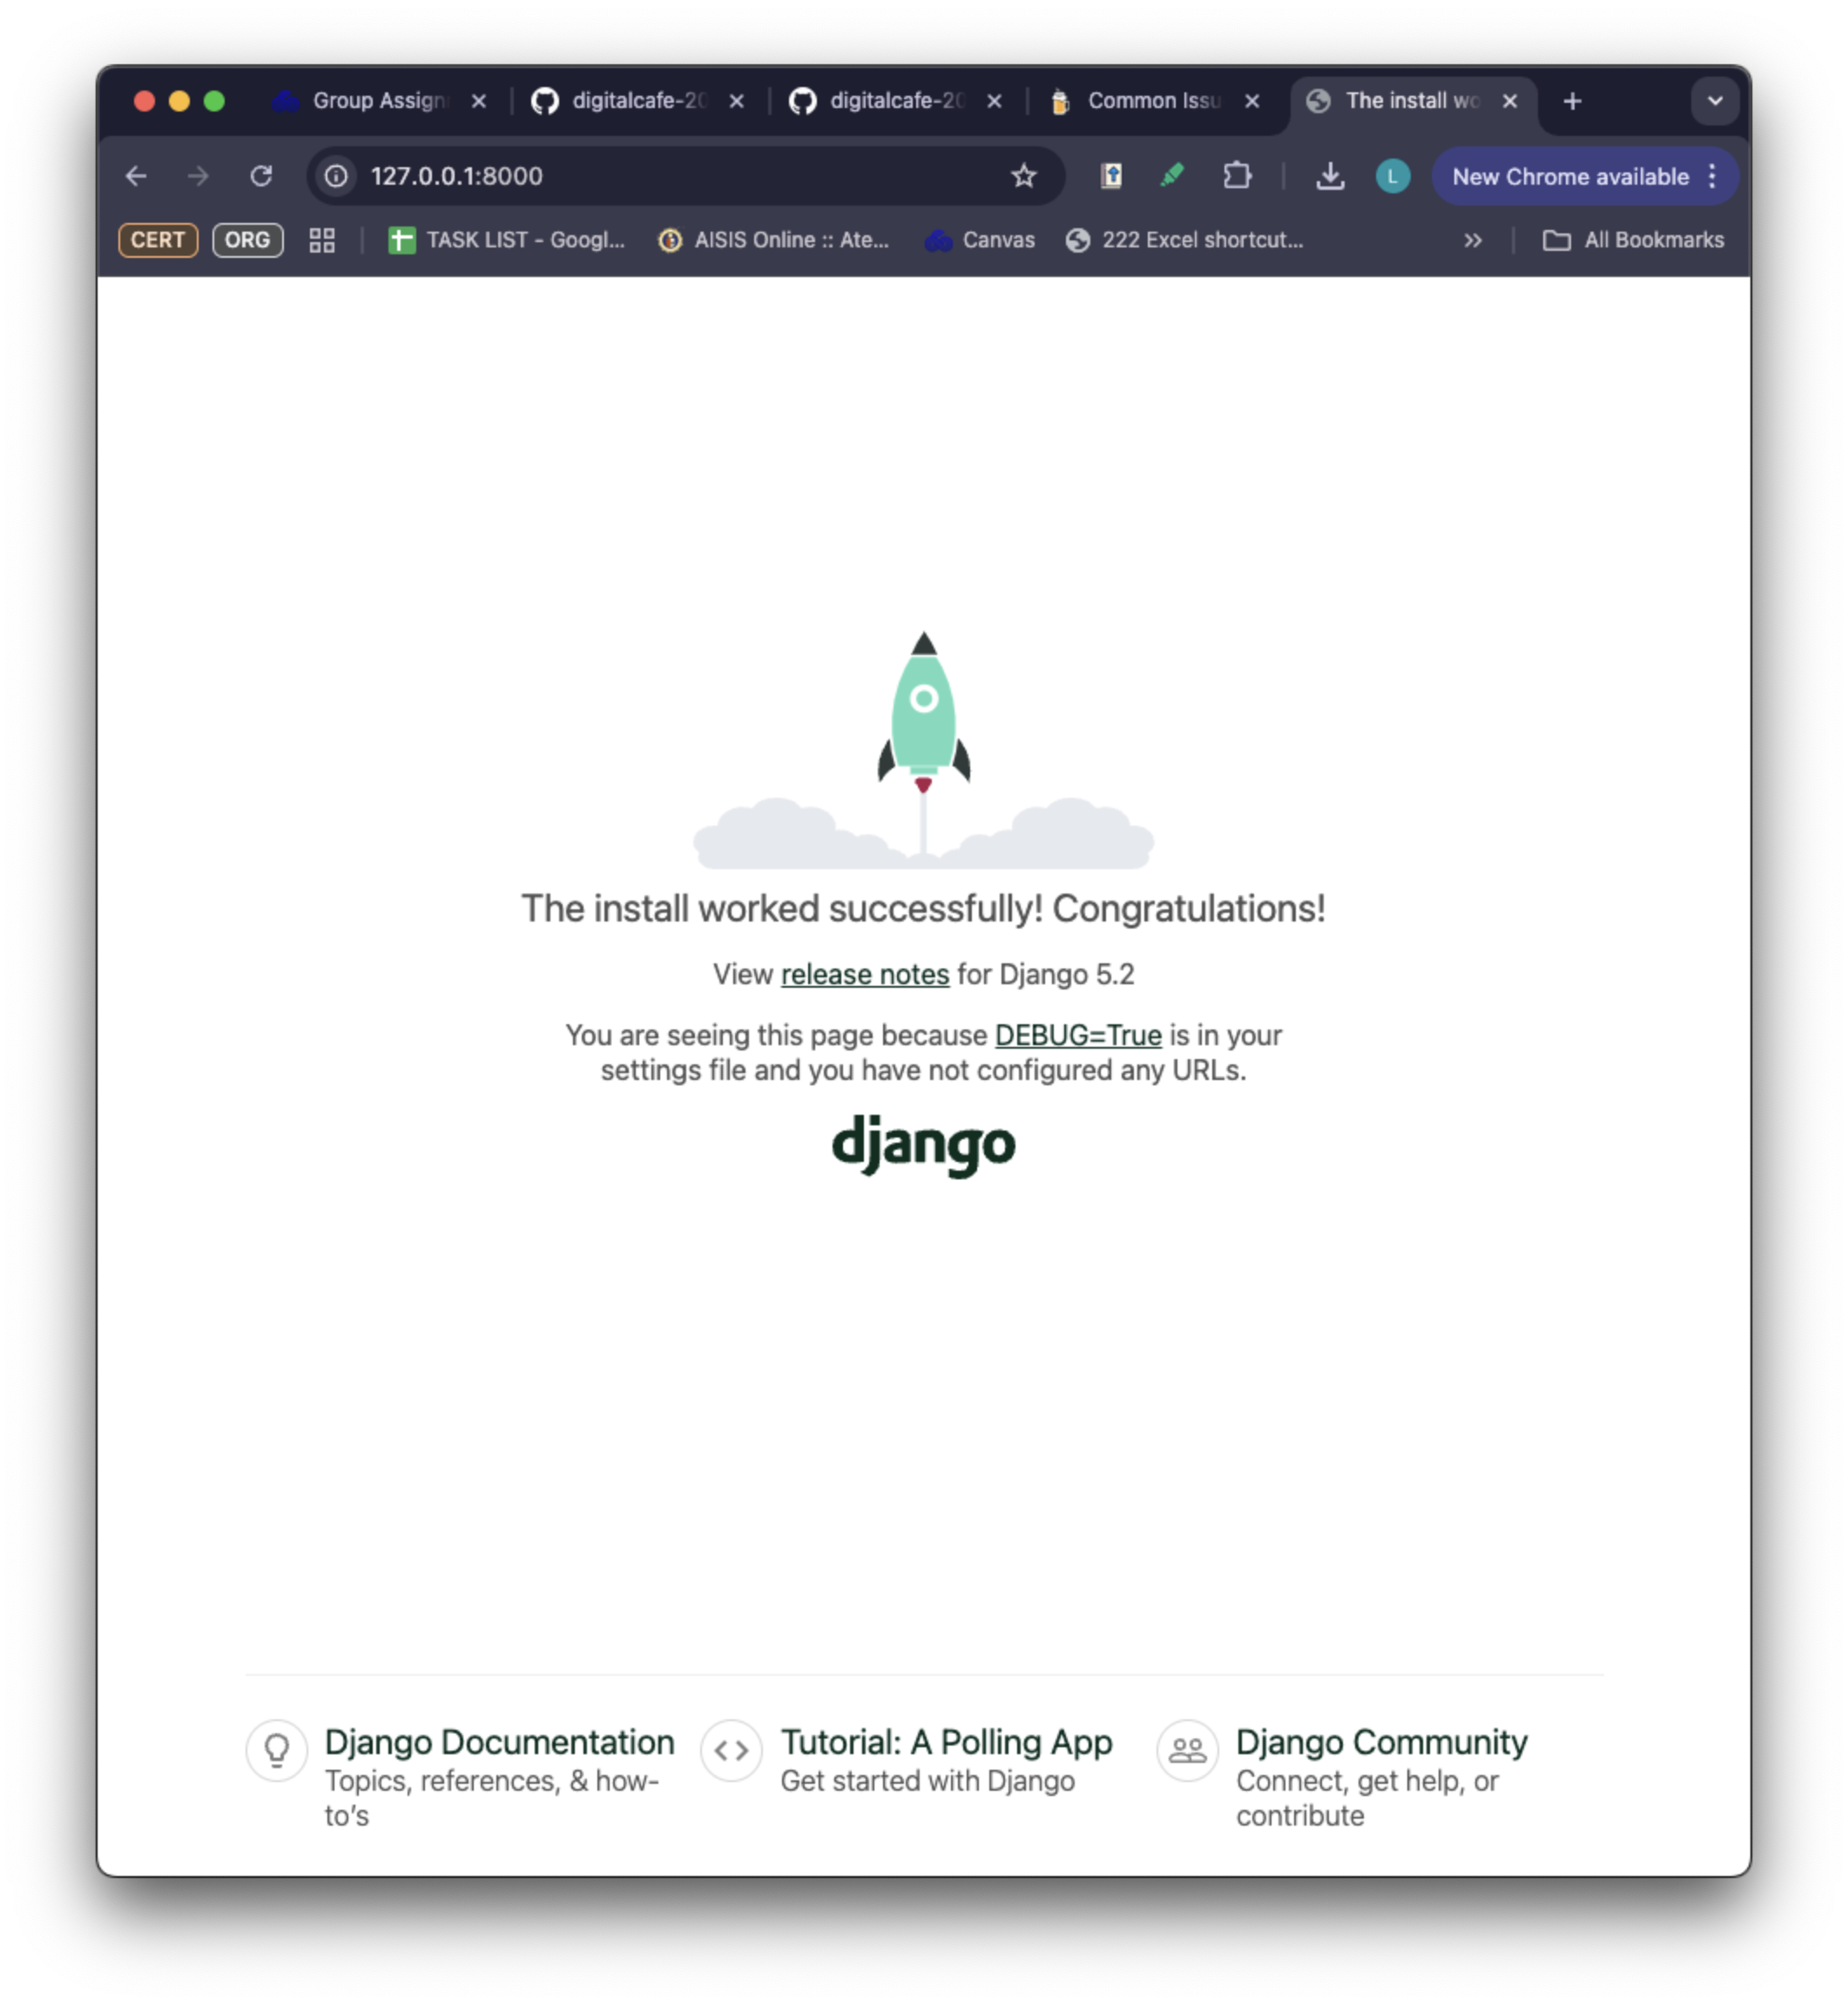 Group Assign
digitalcafe-20
digitalcafe-20
Common Issu
The install wo
127.0.0.1:8000
L
New Chrome available
CERT
ORG
TASK LIST - Googl...
AISIS Online :: Ate...
Canvas
222 Excel shortcut...
All Bookmarks
The install worked successfully! Congratulations!
View release notes for Django 5.2
You are seeing this page because DEBUG=True is in your
settings file and you have not configured any URLs.
django
Django Documentation
Topics, references, & how-
to's
Tutorial: A Polling App
Get started with Django
Django Community
Connect, get help, or
contribute